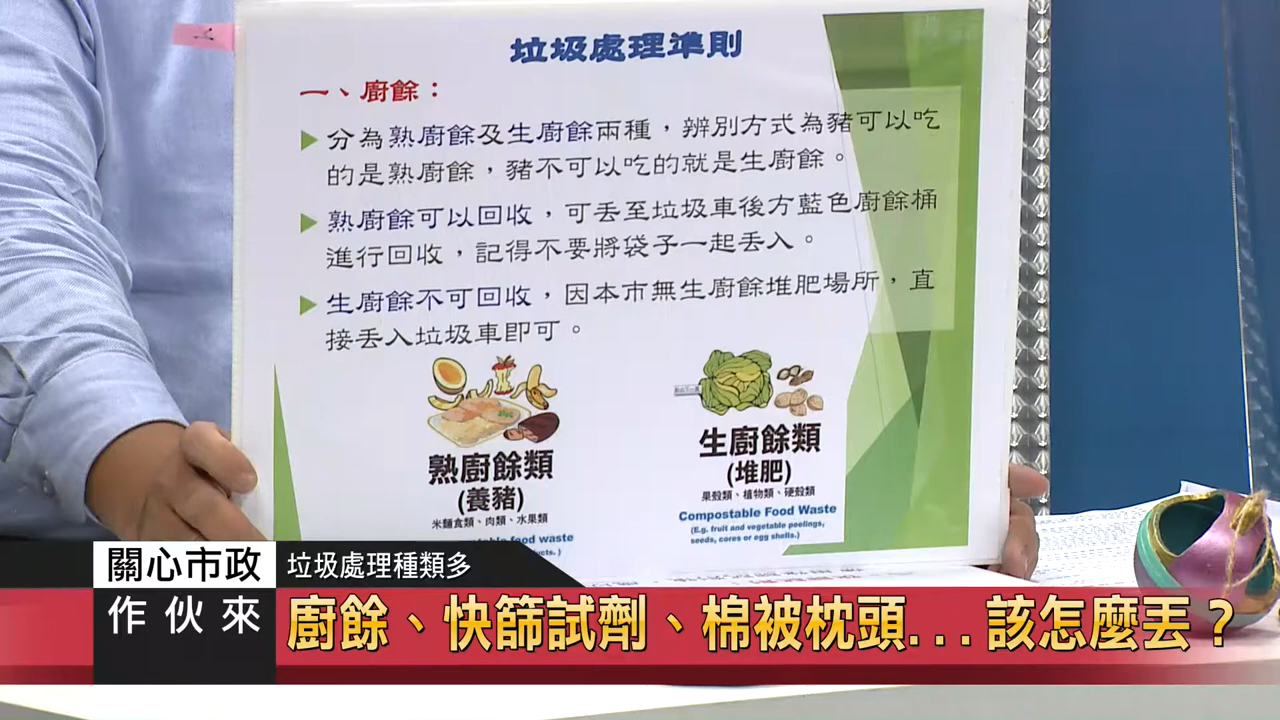 垃圾處理準則
一、廚餘：
分為熟廚餘及生廚餘兩種，辨別方式為豬可以吃
的是熟廚餘，豬不可以吃的就是生廚餘。
熟廚餘可以回收，可丟至垃圾車後方藍色廚餘桶
進行回收，記得不要將袋子一起丟入。
生廚餘不可回收，因本市無生廚餘堆肥場所，直
接丟入垃圾車即可。
熟廚餘類
(養豬)
米麵食類、肉類、水果類
food waste
生廚餘類
(堆肥)
果殼類、植物類、硬殼類
Compostable Food Waste
(E.g. fruit and vegetable peelings,
seeds, cores or egg shells.)
關心市政
作伙來
垃圾處理種類多
廚餘、快篩試劑、棉被枕頭...該怎麼丟？